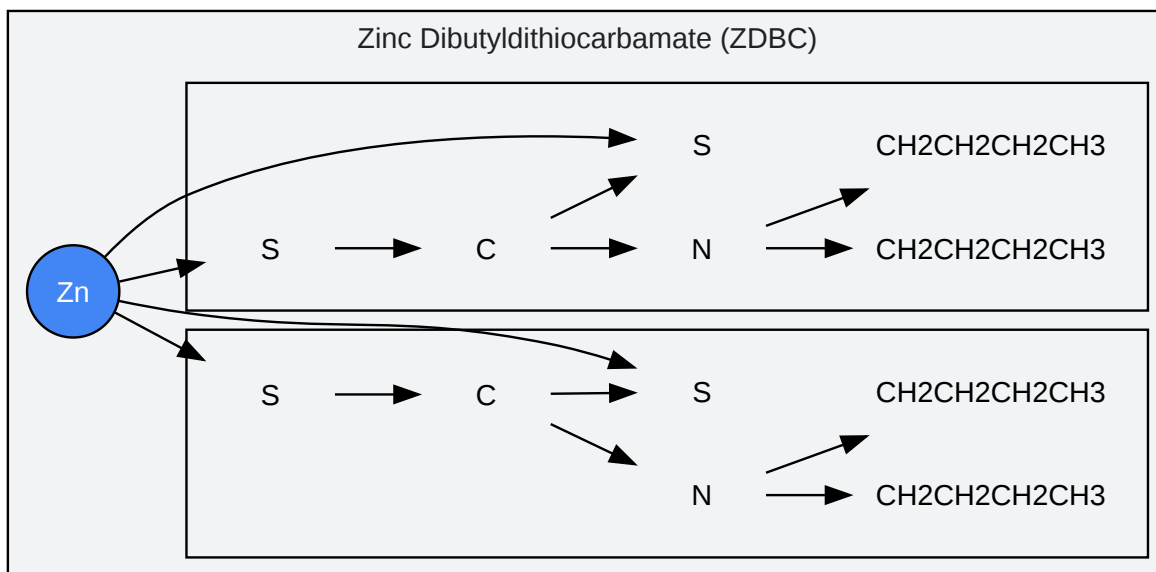 Zinc Dibutyldithiocarbamate (ZDBC)
S CH2CH2CH2CH3
S C N CH2CH2CH2CH3
Zn
S C S CH2CH2CH2CH3
N CH2CH2CH2CH3